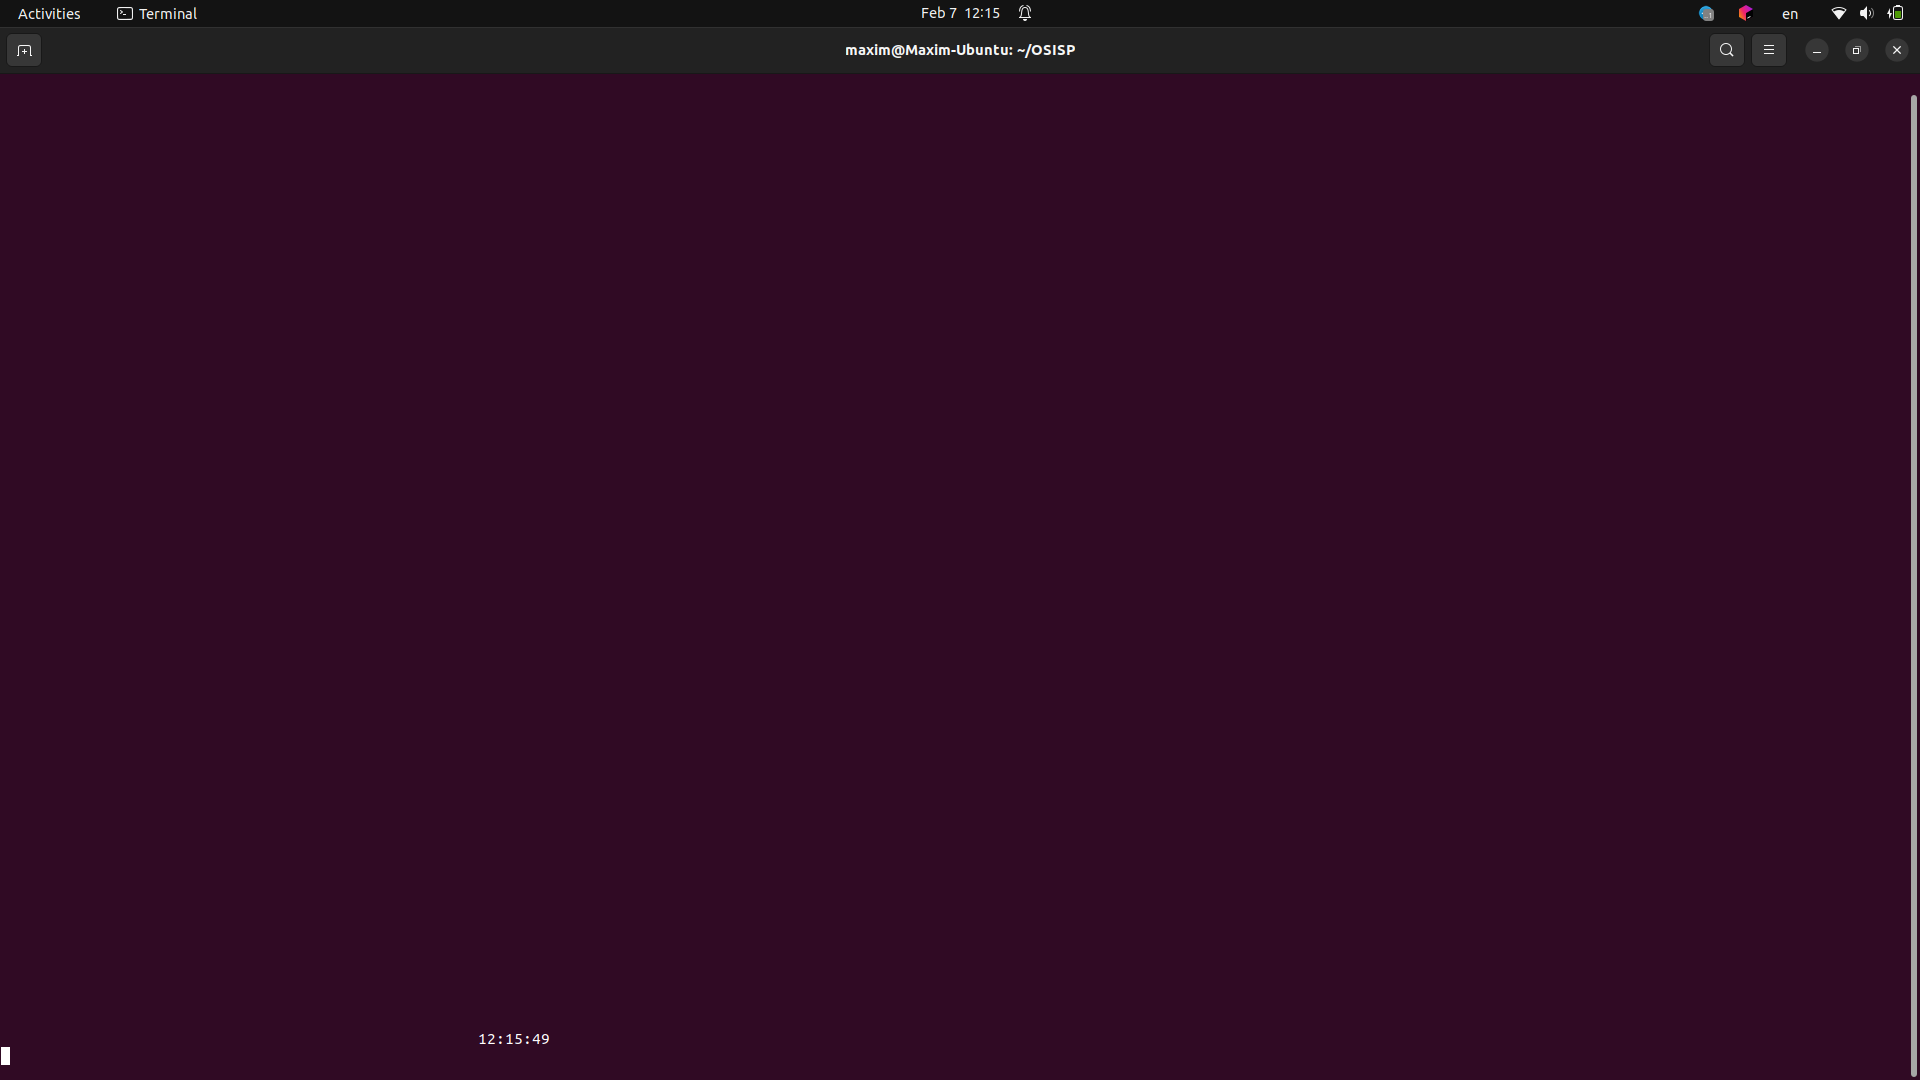 Activities Terminal Feb 7 12:15 en
maxim@Maxim-Ubuntu: ~/OSISP
12:15:49